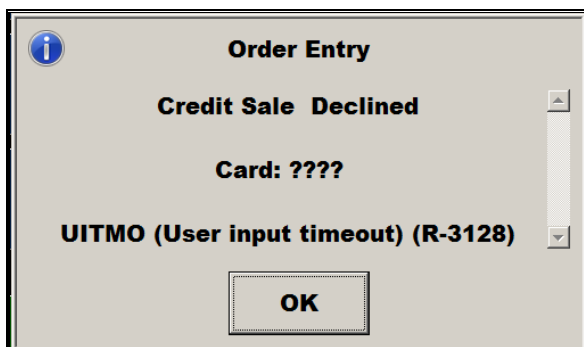 Order Entry
Credit Sale Declined
Card: ????
UITMO (User input timeout) (R-3128)
OK